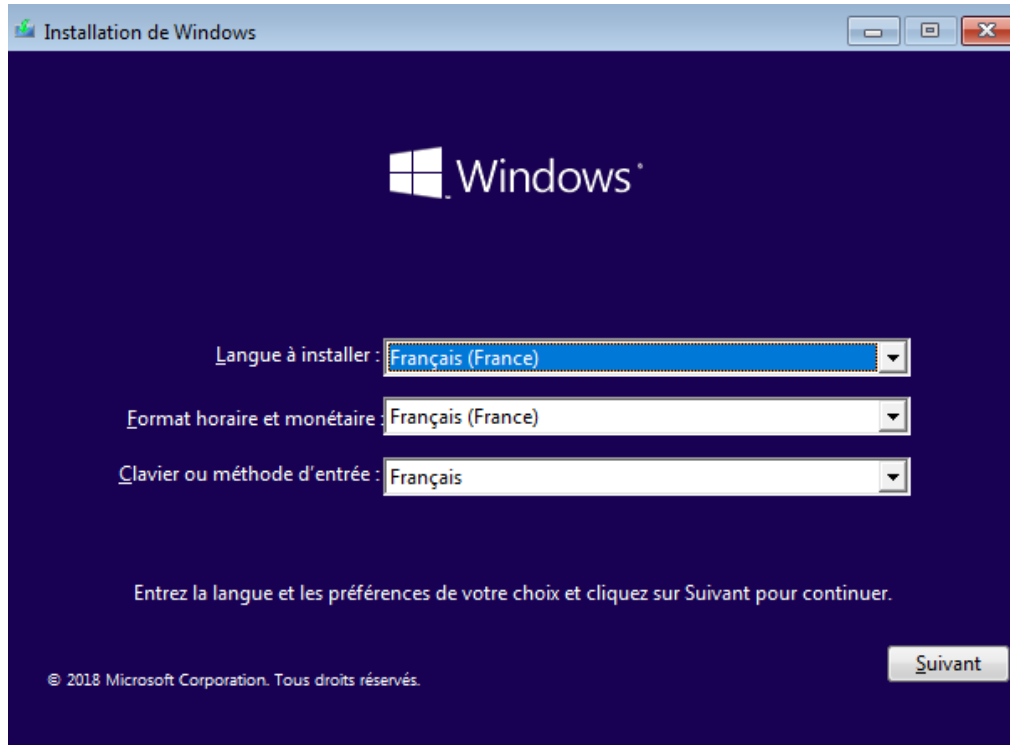 Installation de Windows
Windows
Langue à installer : Français (France)
Format horaire et monétaire : Français (France)
Clavier ou méthode d'entrée : Français
Entrez la langue et les préférences de votre choix et cliquez sur Suivant pour continuer.
Suivant
© 2018 Microsoft Corporation. Tous droits réservés.